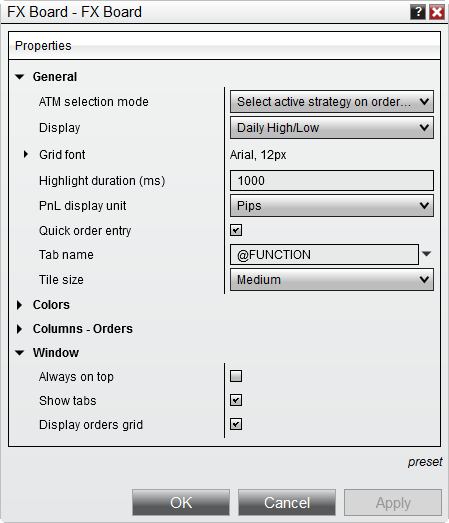 FX Board - FX Board
?
Properties
General
ATM selection mode Select active strategy on order...
Display Daily High/Low
Grid font Arial, 12px
Highlight duration (ms) 1000
PnL display unit Pips
Quick order entry
Tab name @FUNCTION
Tile size Medium
Colors
Columns - Orders
Window
Always on top
Show tabs
Display orders grid
preset
OK Cancel Apply